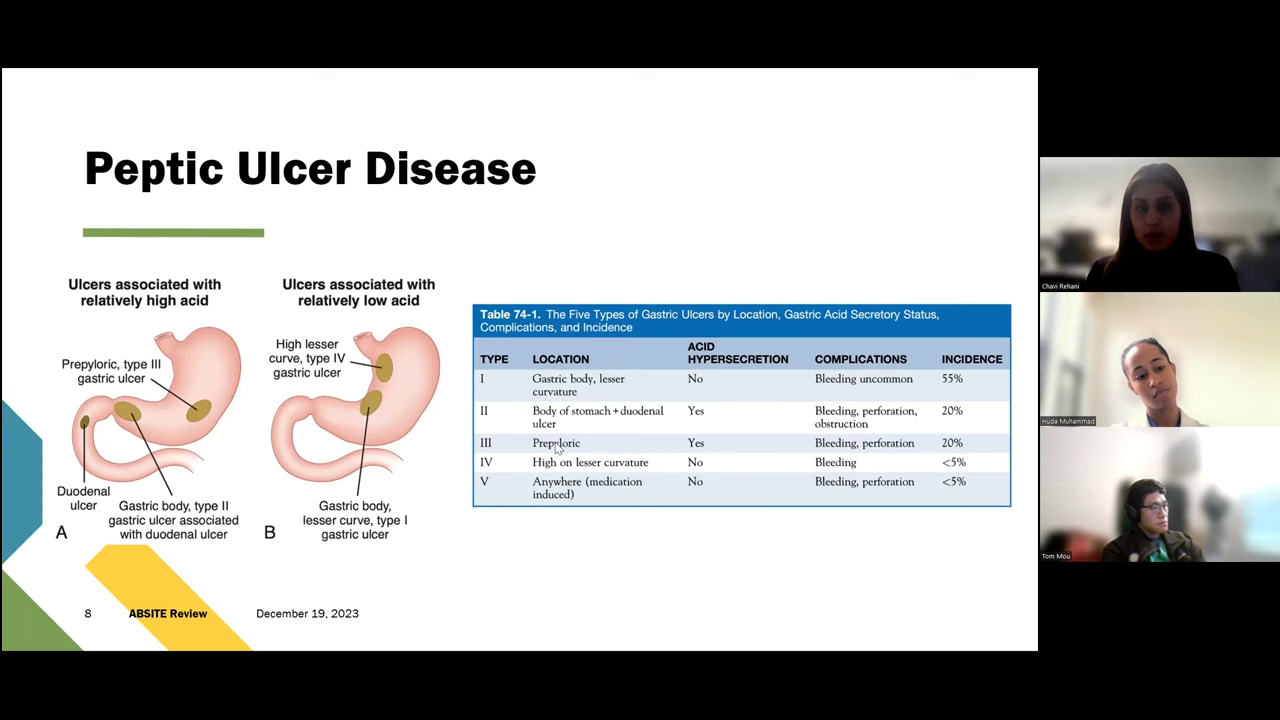 Peptic Ulcer Disease
Ulcers associated with
relatively high acid
Prepyloric, type III
gastric ulcer
Duodenal
ulcer
Gastric body, type II
gastric ulcer associated
with duodenal ulcer
A
Ulcers associated with
relatively low acid
High lesser
curve, type IV
gastric ulcer
Gastric body,
lesser curve, type I
gastric ulcer
B
Table 74-1. The Five Types of Gastric Ulcers by Location, Gastric Acid Secretory Status,
Complications, and Incidence
TYPE LOCATION ACID HYPERSECRETION COMPLICATIONS INCIDENCE
I Gastric body, lesser curvature No Bleeding uncommon 55%
II Body of stomach + duodenal ulcer Yes Bleeding, perforation, obstruction 20%
III Prepyloric Yes Bleeding, perforation 20%
IV High on lesser curvature No Bleeding <5%
V Anywhere (medication induced) No Bleeding, perforation <5%
8 ABSITE Review December 19, 2023
Chavi Rehani
Huda Muhammad
Tom Mou